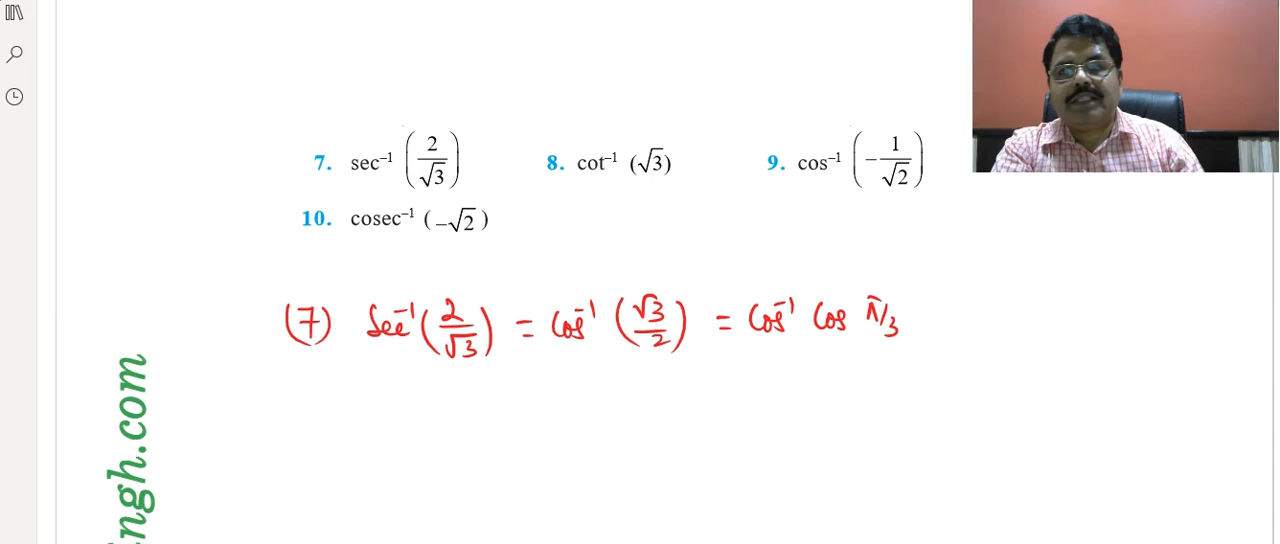 7. sec⁻¹ (2/√3) 8. cot⁻¹ (√3) 9. cos⁻¹ (−1/√2)
10. cosec⁻¹ (−√2)
(7) Sec⁻¹(2/√3) = Cos⁻¹(√3/2) = Cos⁻¹ Cos π/3
ngh.com